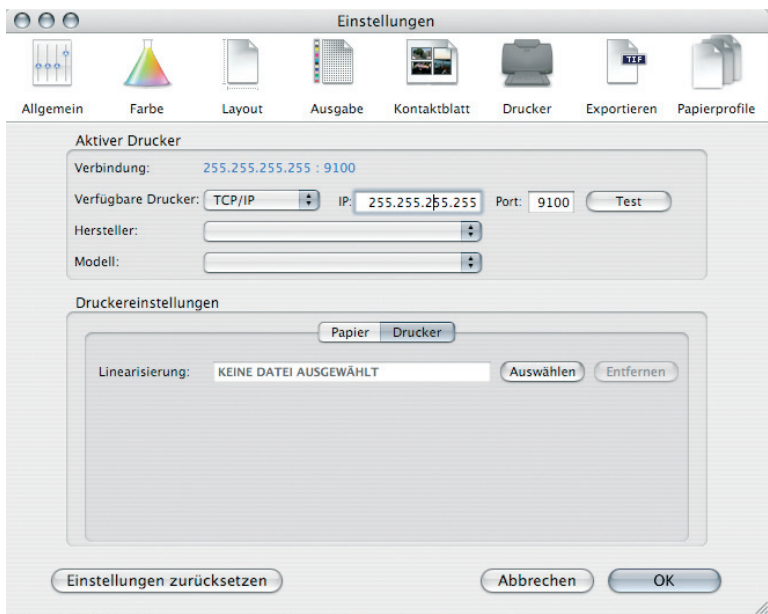 Einstellungen
TIF
Allgemein Farbe Layout Ausgabe Kontaktblatt Drucker Exportieren Papierprofile
Aktiver Drucker
Verbindung: 255.255.255.255 : 9100
Verfügbare Drucker: TCP/IP IP: 255.255.255.255 Port: 9100 Test
Hersteller:
Modell:
Druckereinstellungen
Papier Drucker
Linearisierung: KEINE DATEI AUSGEWÄHLT Auswählen Entfernen
Einstellungen zurücksetzen Abbrechen OK